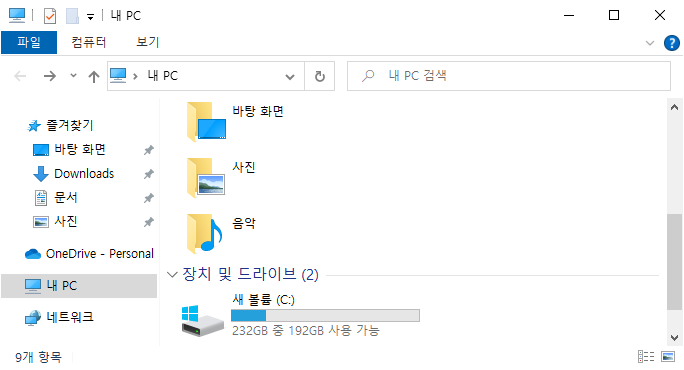 내 PC
파일 컴퓨터 보기
내 PC
내 PC 검색
즐겨찾기
바탕 화면
Downloads
문서
사진
OneDrive - Personal
내 PC
네트워크
바탕 화면
사진
음악
장치 및 드라이브 (2)
새 볼륨 (C:)
232GB 중 192GB 사용 가능
9개 항목